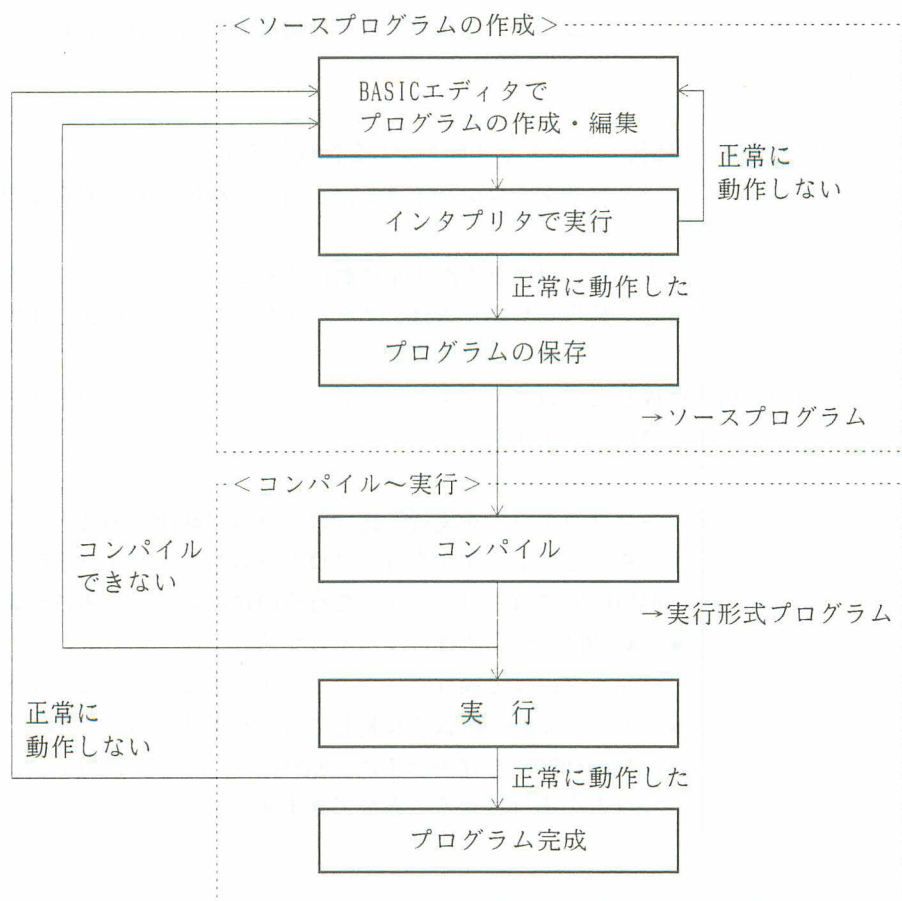 ＜ソースプログラムの作成＞
BASICエディタで
プログラムの作成・編集
正常に
動作しない
インタプリタで実行
正常に動作した
プログラムの保存
→ソースプログラム
＜コンパイル～実行＞
コンパイル
できない
コンパイル
→実行形式プログラム
正常に
動作しない
実　行
正常に動作した
プログラム完成